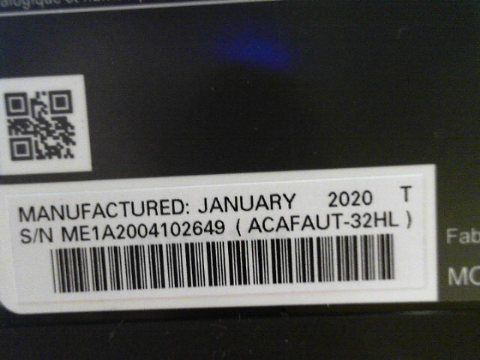 MANUFACTURED: JANUARY 2020 T
S/N ME1A2004102649 ( ACAFAUT-32HL )